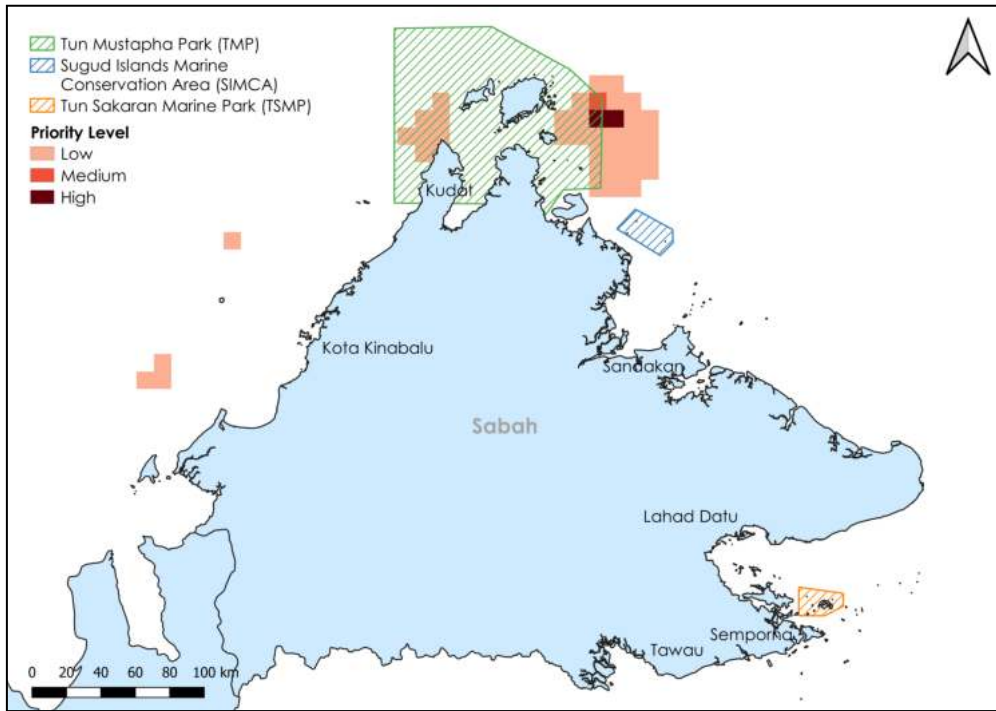 Tun Mustapha Park (TMP)
Sugud Islands Marine
Conservation Area (SIMCA)
Tun Sakaran Marine Park (TSMP)
Priority Level
Low
Medium
High
Kudat
Kota Kinabalu
Sandakan
Sabah
Lahad Datu
Semporna
Tawau
0 20 40 60 80 100 km